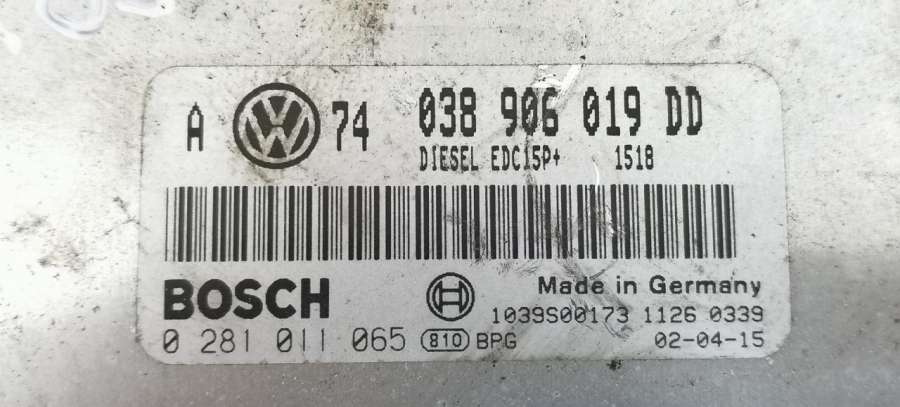 A VW 74 038 906 019 DD
DIESEL EDC15P+ 1518
BOSCH Made in Germany
1039S00173 1126 0339
0 281 011 065 810 BPG 02-04-15